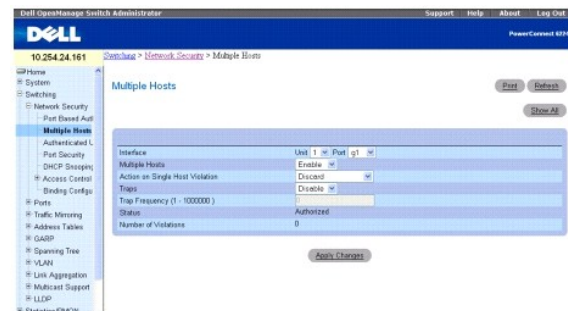 Dell OpenManage Switch Administrator
Support Help About Log Out
DELL
PowerConnect 6224
10.254.24.161
Switching > Network Security > Multiple Hosts
Home
System
Switching
Network Security
Port Based Auth
Multiple Hosts
Authenticated U
Port Security
DHCP Snooping
Access Control
Binding Configu
Ports
Traffic Mirroring
Address Tables
GARP
Spanning Tree
VLAN
Link Aggregation
Multicast Support
LLDP
Statistics/RMON
Multiple Hosts
Print Refresh
Show All
Interface Unit 1 Port g1
Multiple Hosts Enable
Action on Single Host Violation Discard
Traps Disable
Trap Frequency (1 - 1000000 )
Status Authorized
Number of Violations 0
Apply Changes